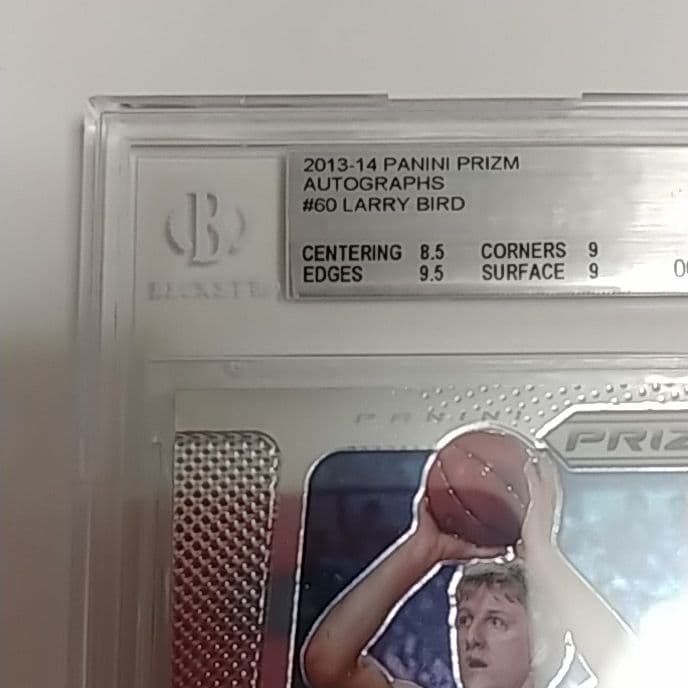 2013-14 PANINI PRIZM
AUTOGRAPHS
#60 LARRY BIRD
CENTERING 8.5 CORNERS 9
EDGES 9.5 SURFACE 9
B
BECKETT
PANINI
PRIZ